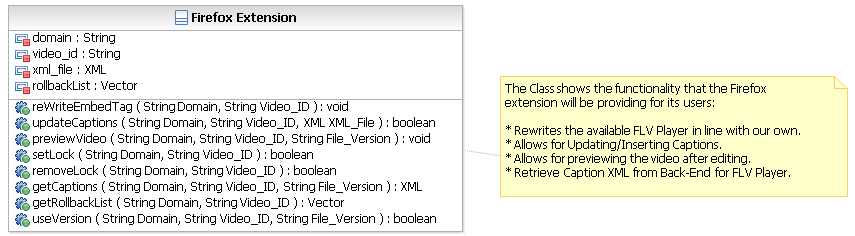 Firefox Extension
domain : String
video_id : String
xml_file : XML
rollbackList : Vector
reWriteEmbedTag ( String Domain, String Video_ID ) : void
updateCaptions ( String Domain, String Video_ID, XML XML_File ) : boolean
previewVideo ( String Domain, String Video_ID, String File_Version ) : void
setLock ( String Domain, String Video_ID ) : boolean
removeLock ( String Domain, String Video_ID ) : boolean
getCaptions ( String Domain, String Video_ID, String File_Version ) : XML
getRollbackList ( String Domain, String Video_ID ) : Vector
useVersion ( String Domain, String Video_ID, String File_Version ) : boolean
The Class shows the functionality that the Firefox
extension will be providing for its users:
* Rewrites the available FLV Player in line with our own.
* Allows for Updating/Inserting Captions.
* Allows for previewing the video after editing.
* Retrieve Caption XML from Back-End for FLV Player.